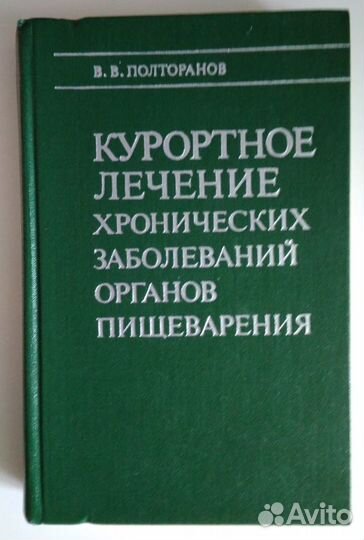 В. В. ПОЛТОРАНОВ
КУРОРТНОЕ
ЛЕЧЕНИЕ
ХРОНИЧЕСКИХ
ЗАБОЛЕВАНИЙ
ОРГАНОВ
ПИЩЕВАРЕНИЯ
Avito